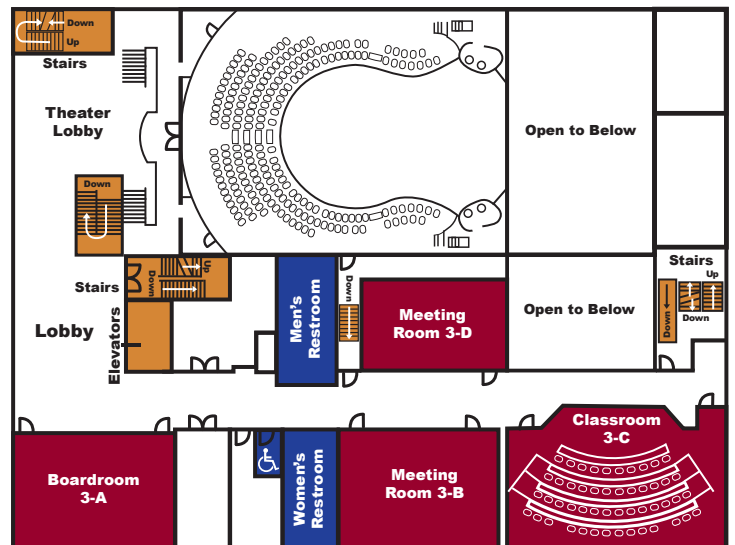 Down
Up
Stairs
Theater
Lobby
Open to Below
Down
Stairs
Down
Up
Lobby
Elevators
Men's
Restroom
Down
Meeting
Room 3-D
Open to Below
Stairs
Up
Down
Down
Boardroom
3-A
Women's
Restroom
Meeting
Room 3-B
Classroom
3-C